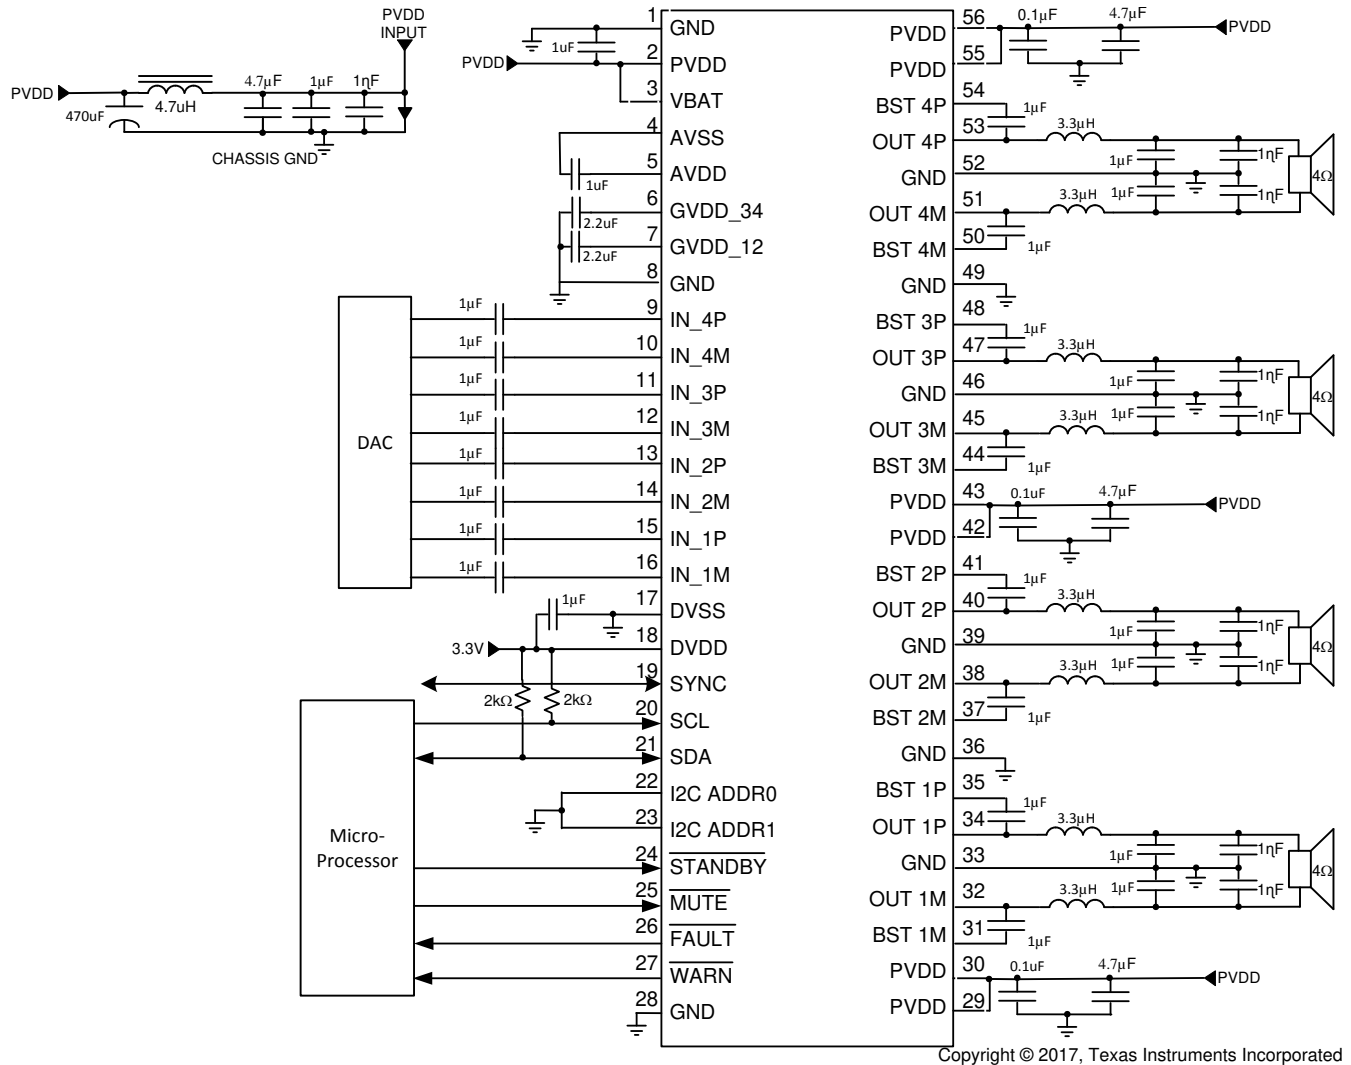 PVDD
INPUT
PVDD
470uF
4.7uH
4.7µF
1µF
1ηF
CHASSIS GND
1uF
PVDD
1 GND
2 PVDD
3 VBAT
4 AVSS
5 AVDD
1uF
6 GVDD_34
2.2uF
7 GVDD_12
2.2uF
8 GND
DAC
1µF 9 IN_4P
1µF 10 IN_4M
1µF 11 IN_3P
1µF 12 IN_3M
1µF 13 IN_2P
1µF 14 IN_2M
1µF 15 IN_1P
1µF 16 IN_1M
1µF 17 DVSS
3.3V 18 DVDD
19 SYNC
2kΩ 2kΩ
20 SCL
21 SDA
22 I2C ADDR0
23 I2C ADDR1
Micro-
Processor
24 STANDBY
25 MUTE
26 FAULT
27 WARN
28 GND
PVDD 56 0.1µF 4.7µF PVDD
PVDD 55
BST 4P 54 1µF
OUT 4P 53 3.3µH
1µF 1ηF
GND 52 4Ω
1µF 1ηF
OUT 4M 51 3.3µH
BST 4M 50 1µF
GND 49
BST 3P 48 1µF
OUT 3P 47 3.3µH
1µF 1ηF
GND 46 4Ω
1µF 1ηF
OUT 3M 45 3.3µH
BST 3M 44 1µF
PVDD 43 0.1uF 4.7µF PVDD
PVDD 42
BST 2P 41 1µF
OUT 2P 40 3.3µH
1µF 1ηF
GND 39 4Ω
1µF 1ηF
OUT 2M 38 3.3µH
BST 2M 37 1µF
GND 36
BST 1P 35 1µF
OUT 1P 34 3.3µH
1µF 1ηF
GND 33 4Ω
1µF 1ηF
OUT 1M 32 3.3µH
BST 1M 31 1µF
PVDD 30 0.1uF 4.7µF PVDD
PVDD 29
Copyright © 2017, Texas Instruments Incorporated